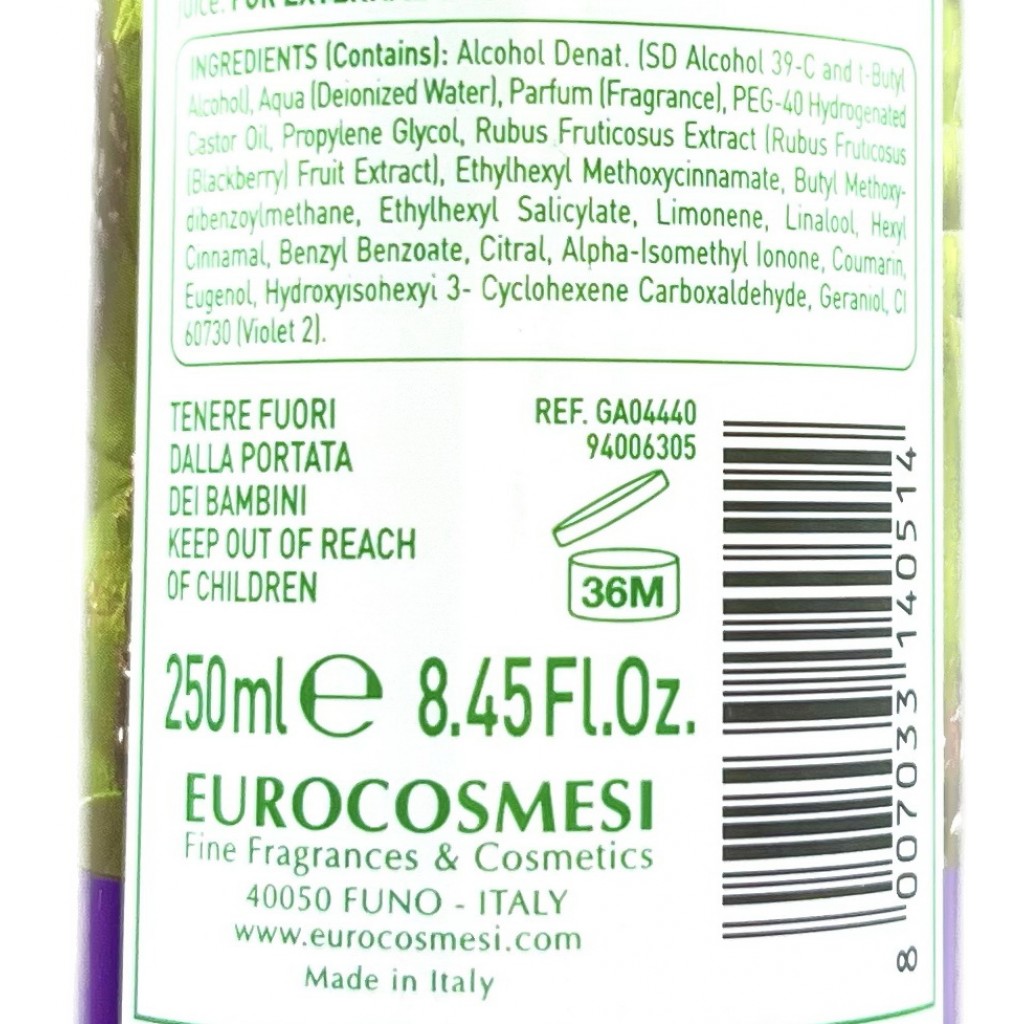 INGREDIENTS (Contains): Alcohol Denat. (SD Alcohol 39-C and t-Butyl
Alcohol), Aqua (Deionized Water), Parfum (Fragrance), PEG-40 Hydrogenated
Castor Oil, Propylene Glycol, Rubus Fruticosus Extract (Rubus Fruticosus
(Blackberry) Fruit Extract), Ethylhexyl Methoxycinnamate, Butyl Methoxy-
dibenzoylmethane, Ethylhexyl Salicylate, Limonene, Linalool, Hexyl
Cinnamal, Benzyl Benzoate, Citral, Alpha-Isomethyl Ionone, Coumarin,
Eugenol, Hydroxyisohexyi 3- Cyclohexene Carboxaldehyde, Geraniol, CI
60730 (Violet 2).
TENERE FUORI
DALLA PORTATA
DEI BAMBINI
KEEP OUT OF REACH
OF CHILDREN
REF. GA04440
94006305
36M
250ml e 8.45Fl.Oz.
EUROCOSMESI
Fine Fragrances & Cosmetics
40050 FUNO - ITALY
www.eurocosmesi.com
Made in Italy
8 007033 140514